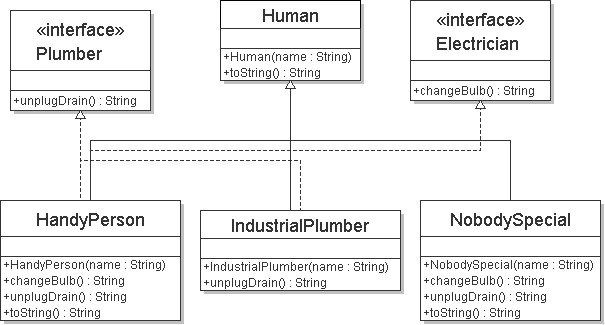 «interface»
Plumber
+unplugDrain() : String
Human
+Human(name : String)
+toString() : String
«interface»
Electrician
+changeBulb() : String
HandyPerson
+HandyPerson(name : String)
+changeBulb() : String
+unplugDrain() : String
+toString() : String
IndustrialPlumber
+IndustrialPlumber(name : String)
+unplugDrain() : String
NobodySpecial
+NobodySpecial(name : String)
+changeBulb() : String
+unplugDrain() : String
+toString() : String